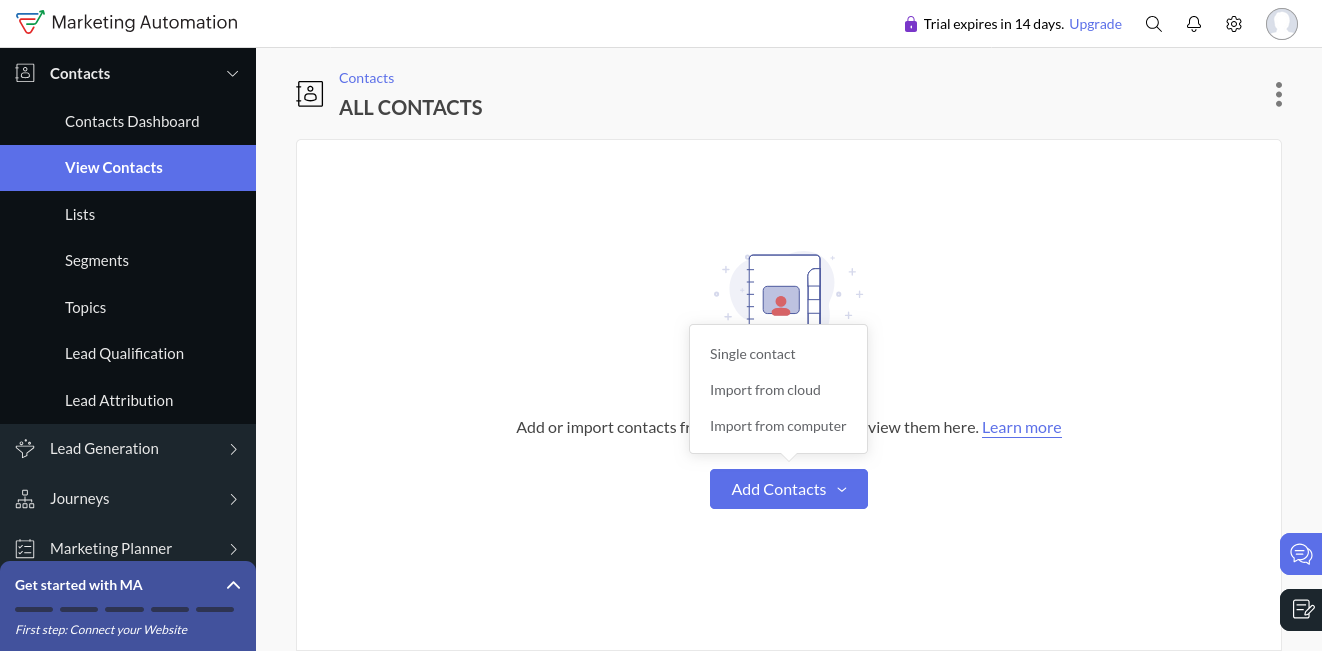 Marketing Automation
Trial expires in 14 days. Upgrade
Contacts
Contacts Dashboard
View Contacts
Lists
Segments
Topics
Lead Qualification
Lead Attribution
Lead Generation
Journeys
Marketing Planner
Get started with MA
First step: Connect your Website
Contacts
ALL CONTACTS
Single contact
Import from cloud
Import from computer
Add or import contacts view them here. Learn more
Add Contacts